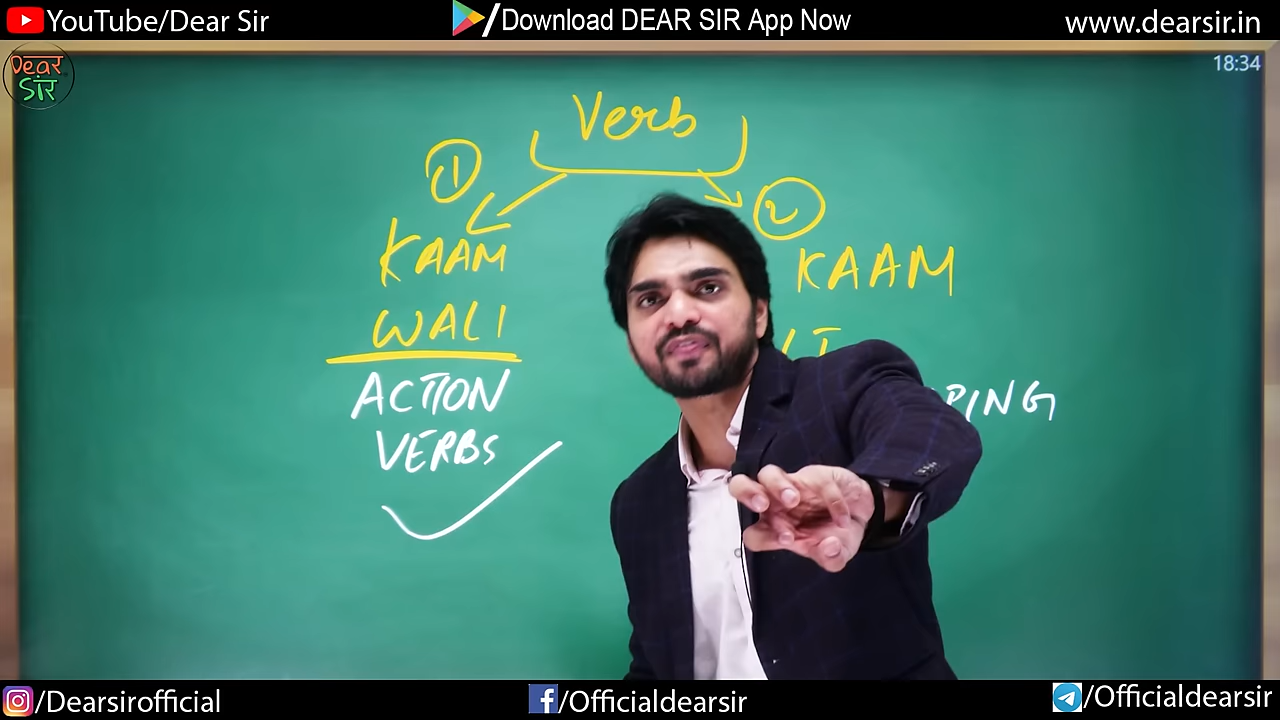 YouTube/Dear Sir
/Download DEAR SIR App Now
www.dearsir.in
Dear
Sir
18:34
Verb
1
KAAM
WALI
ACTION
VERBS
2
KAAM
PING
/Dearsirofficial
/Officialdearsir
/Officialdearsir